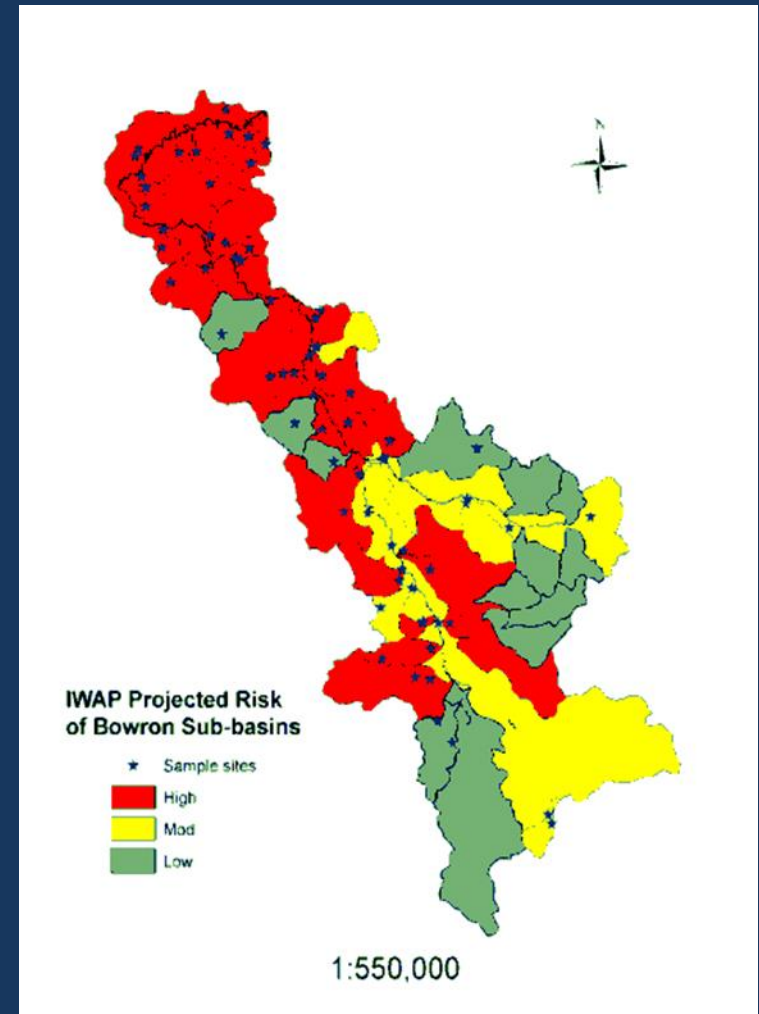 N
IWAP Projected Risk
of Bowron Sub-basins
Sample sites
High
Mod
Low
1:550,000